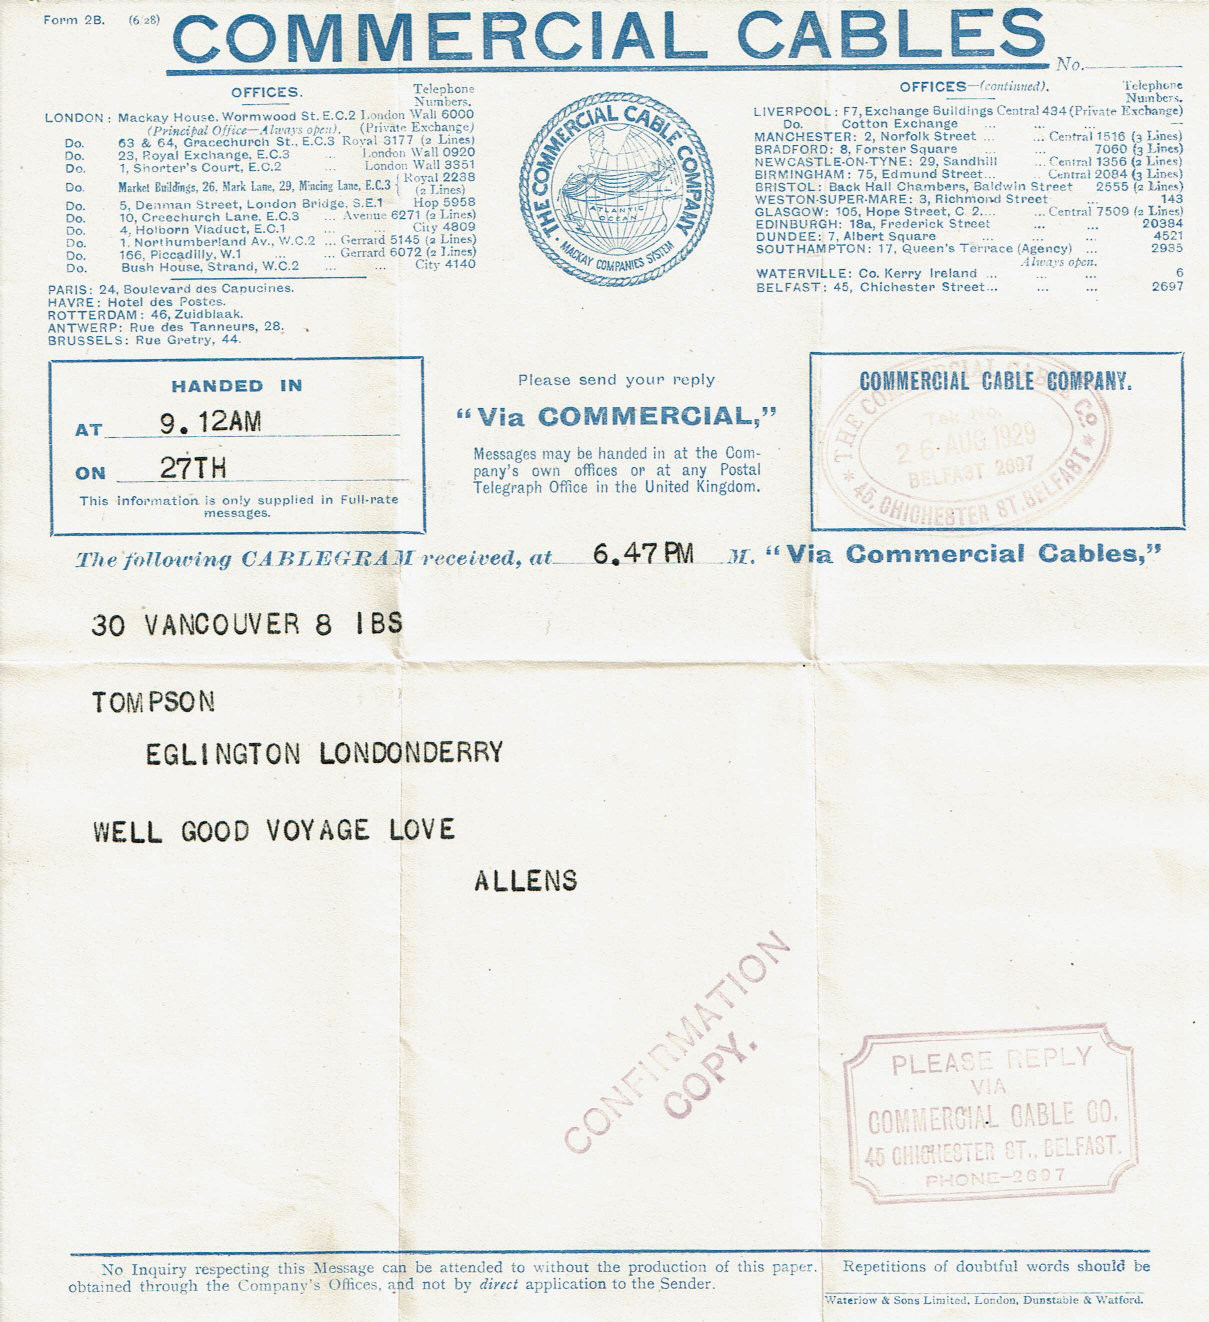 Form 2B. (6/28)
COMMERCIAL CABLES
No.
OFFICES.
Telephone Numbers.
LONDON : Mackay House, Wormwood St. E.C.2 London Wall 6000
(Principal Office—Always open). (Private Exchange)
Do. 63 & 64, Gracechurch St., E.C.3 Royal 3177 (2 Lines)
Do. 23, Royal Exchange, E.C.3 ... London Wall 0920
Do. 1, Shorter's Court, E.C.2 London Wall 3351
Do. Market Buildings, 26, Mark Lane, 29, Mincing Lane, E.C.3 { Royal 2238 (2 Lines)
Do. 5, Denman Street, London Bridge, S.E.1 Hop 5958
Do. 10, Creechurch Lane, E.C.3 ... Avenue 6271 (2 Lines)
Do. 4, Holborn Viaduct, E.C.1 ... ... City 4809
Do. 1, Northumberland Av., W.C.2 ... Gerrard 5145 (2 Lines)
Do. 166, Piccadilly, W.1 ... ... Gerrard 6072 (2 Lines)
Do. Bush House, Strand, W.C.2 ... ... City 4140
PARIS: 24, Boulevard des Capucines.
HAVRE: Hotel des Postes.
ROTTERDAM: 46, Zuidblaak.
ANTWERP: Rue des Tanneurs, 28.
BRUSSELS: Rue Gretry, 44.
THE COMMERCIAL CABLE COMPANY
ATLANTIC OCEAN
MACKAY COMPANIES SYSTEM
OFFICES—(continued).
Telephone Numbers.
LIVERPOOL: F7, Exchange Buildings Central 434 (Private Exchange)
Do. Cotton Exchange ... ... ... —
MANCHESTER: 2, Norfolk Street ... ... Central 1516 (3 Lines)
BRADFORD: 8, Forster Square ... 7060 (3 Lines)
NEWCASTLE-ON-TYNE: 29, Sandhill ... Central 1356 (2 Lines)
BIRMINGHAM: 75, Edmund Street... ... Central 2084 (3 Lines)
BRISTOL: Back Hall Chambers, Baldwin Street 2555 (2 Lines)
WESTON-SUPER-MARE: 3, Richmond Street ... 143
GLASGOW: 105, Hope Street, C 2.... ... Central 7509 (2 Lines)
EDINBURGH: 18a, Frederick Street ... ... 20384
DUNDEE: 7, Albert Square ... ... ... 4521
SOUTHAMPTON: 17, Queen's Terrace (Agency) ... 2935
Always open.
WATERVILLE: Co. Kerry Ireland ... ... ... 6
BELFAST: 45, Chichester Street... ... ... 2697
HANDED IN
AT 9.12AM
ON 27TH
This information is only supplied in Full-rate
messages.
Please send your reply
"Via COMMERCIAL,"
Messages may be handed in at the Com-
pany's own offices or at any Postal
Telegraph Office in the United Kingdom.
COMMERCIAL CABLE COMPANY.
THE COMMERCIAL CABLE CO
26 AUG 1929
BELFAST 2697
45, CHICHESTER ST. BELFAST
The following CABLEGRAM received, at 6.47PM M. "Via Commercial Cables,"
30 VANCOUVER 8 IBS
TOMPSON
EGLINGTON LONDONDERRY
WELL GOOD VOYAGE LOVE
ALLENS
CONFIRMATION
COPY.
PLEASE REPLY
VIA
COMMERCIAL CABLE CO.
45 CHICHESTER ST., BELFAST.
PHONE-2697
No Inquiry respecting this Message can be attended to without the production of this paper. Repetitions of doubtful words should be
obtained through the Company's Offices, and not by direct application to the Sender.
Waterlow & Sons Limited, London, Dunstable & Watford.